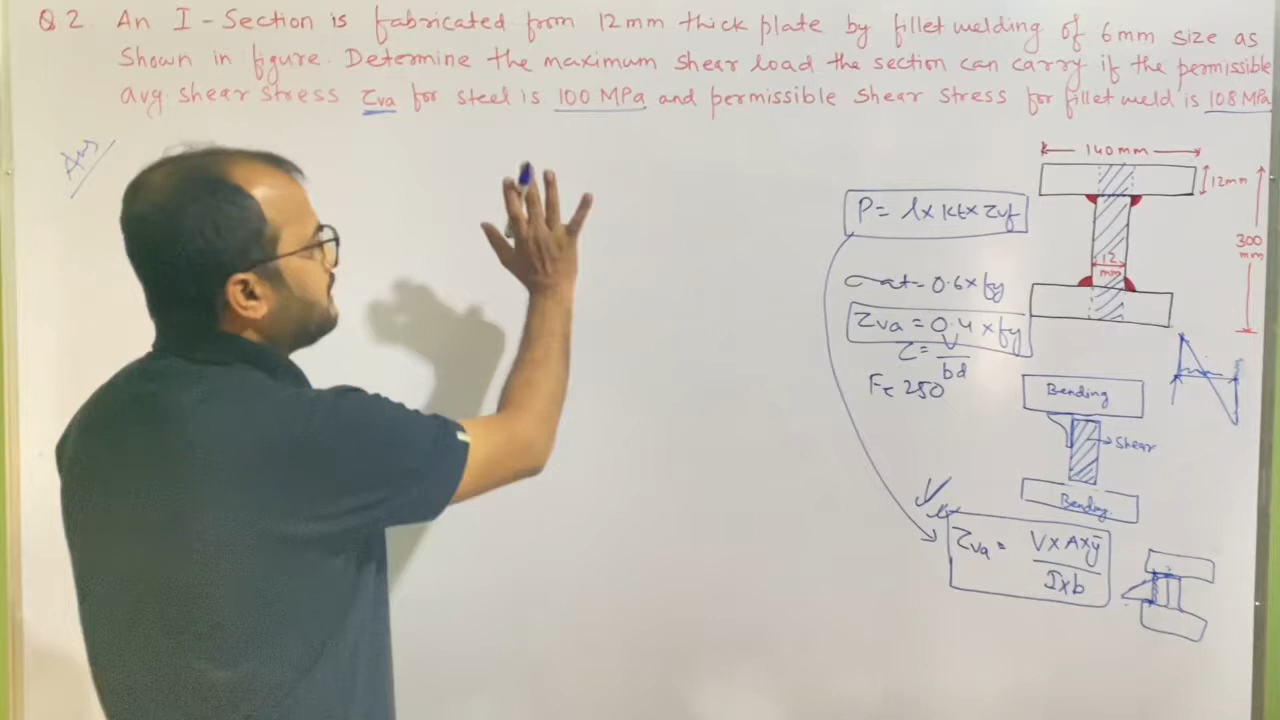 Q 2. An I - Section is fabricated from 12mm thick plate by fillet welding of 6mm size as
Shown in figure. Determine the maximum shear load the section can carry if the permissible
avg. shear stress τva for steel is 100 MPa and permissible shear stress for fillet weld is 108 MPa
Ans
140mm
12mm
P = l x Kt x τvf
300
mm
12
mm
σat = 0.6 x fy
τva = 0.4 x fy
τ = V
bd
Fe 250
Bending
Shear
Bending
τva = V x A x ȳ
I x b